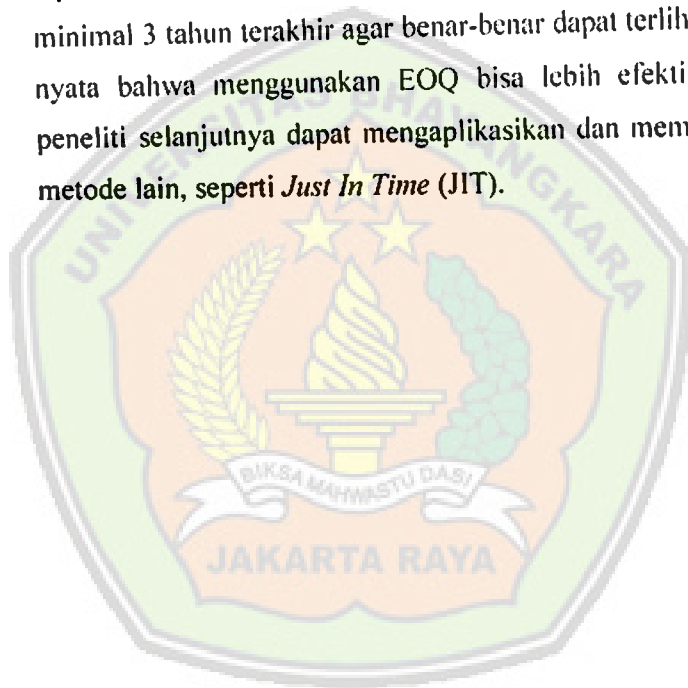 minimal 3 tahun terakhir agar benar-benar dapat terlih
nyata bahwa menggunakan EOQ bisa lebih efekti
peneliti selanjutnya dapat mengaplikasikan dan mem
metode lain, seperti Just In Time (JIT).
UNIVERSITAS BHAYANGKARA
BIKSA MAHWASTU DASI
JAKARTA RAYA